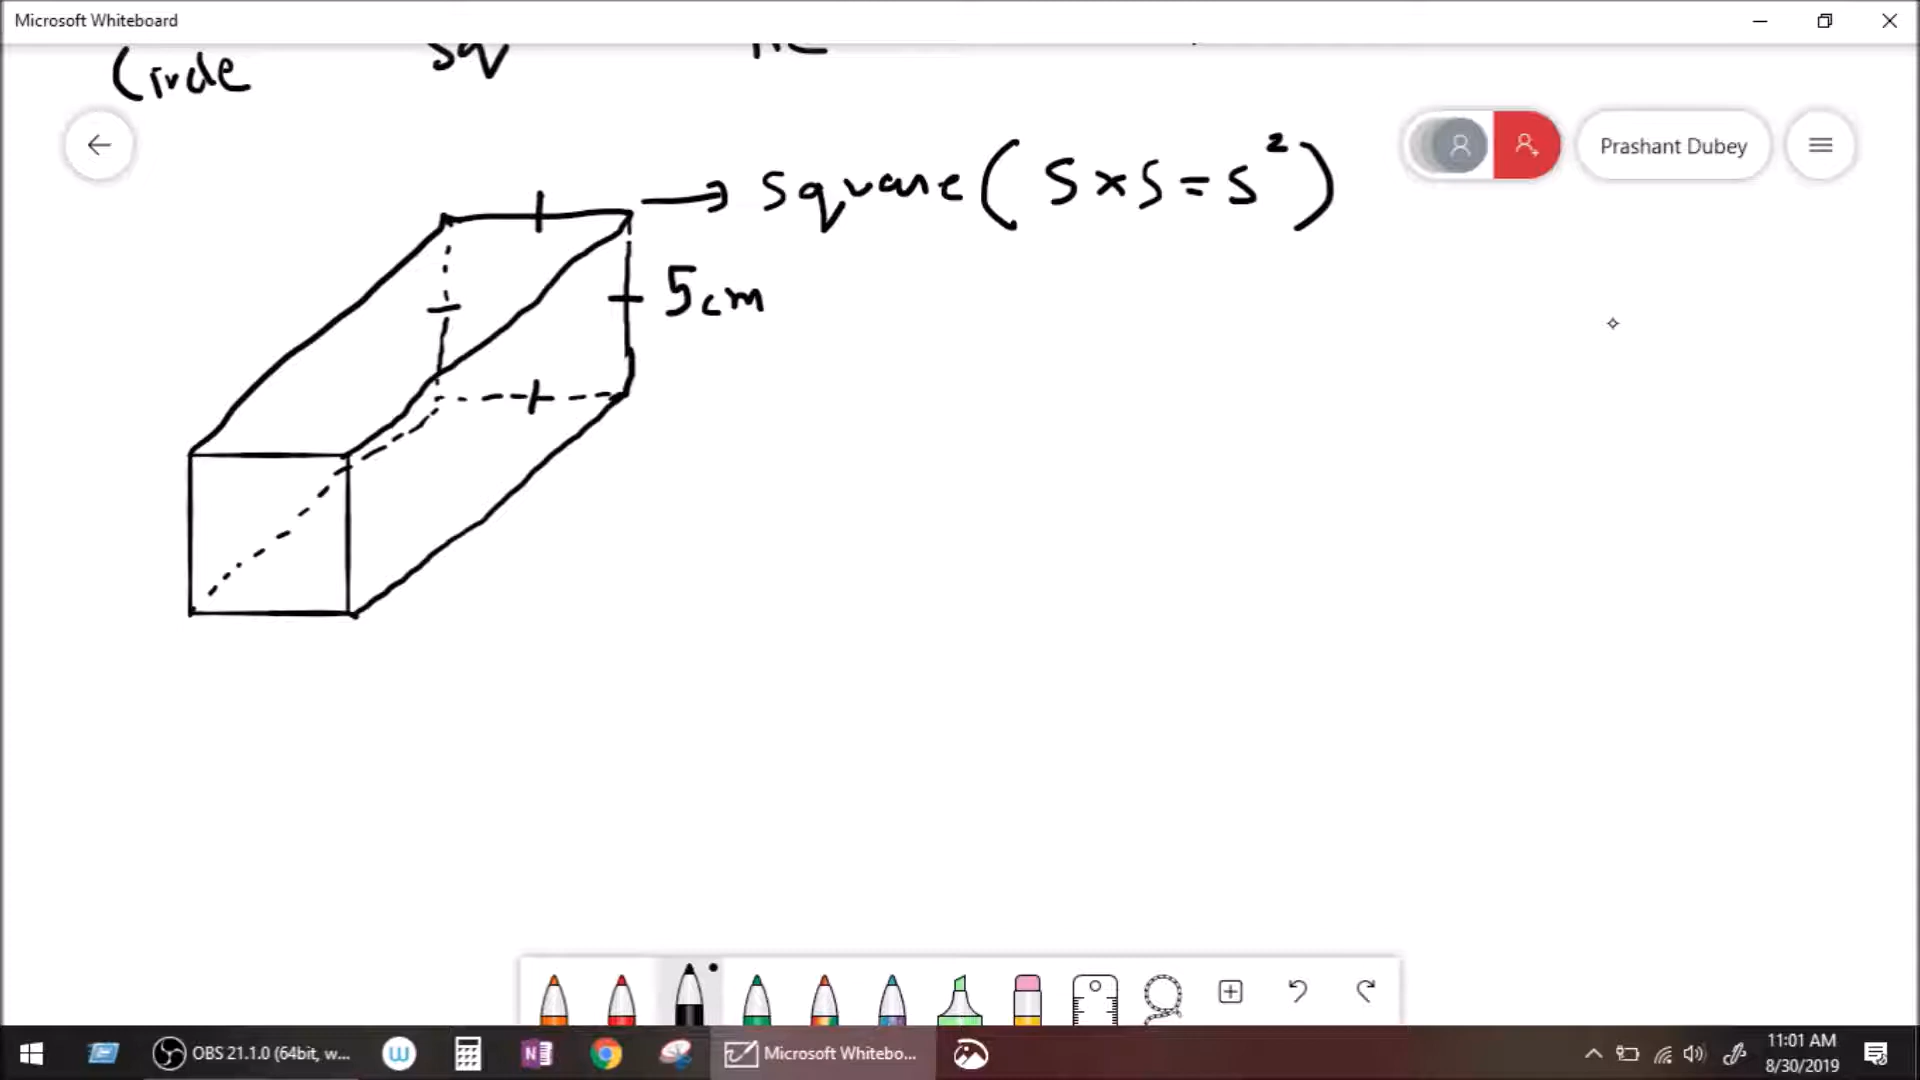 Microsoft Whiteboard
Circle sq
Prashant Dubey
square ( S × S = S² )
5cm
OBS 21.1.0 (64bit, w...
Microsoft Whitebo...
11:01 AM
8/30/2019